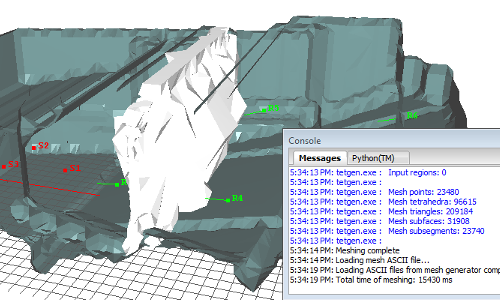 S2
S3
S1
R4
R6
Console
Messages Python(TM)
5:34:13 PM: tetgen.exe : Input regions: 0
5:34:13 PM: tetgen.exe :
5:34:13 PM: tetgen.exe : Mesh points: 23480
5:34:13 PM: tetgen.exe : Mesh tetrahedra: 96615
5:34:13 PM: tetgen.exe : Mesh triangles: 209184
5:34:13 PM: tetgen.exe : Mesh subfaces: 31908
5:34:13 PM: tetgen.exe : Mesh subsegments: 23740
5:34:13 PM: tetgen.exe :
5:34:14 PM: Meshing complete
5:34:14 PM: Loading mesh ASCII file...
5:34:19 PM: Loading ASCII files from mesh generator comp
5:34:19 PM: Total time of meshing: 15430 ms